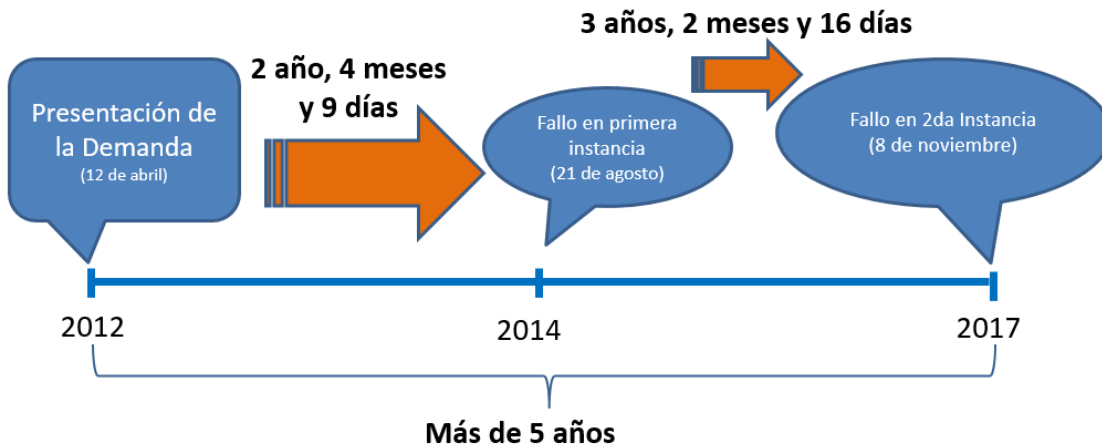 3 años, 2 meses y 16 días
2 año, 4 meses
y 9 días
Presentación de
la Demanda
(12 de abril)
Fallo en primera
instancia
(21 de agosto)
Fallo en 2da Instancia
(8 de noviembre)
2012
2014
2017
Más de 5 años